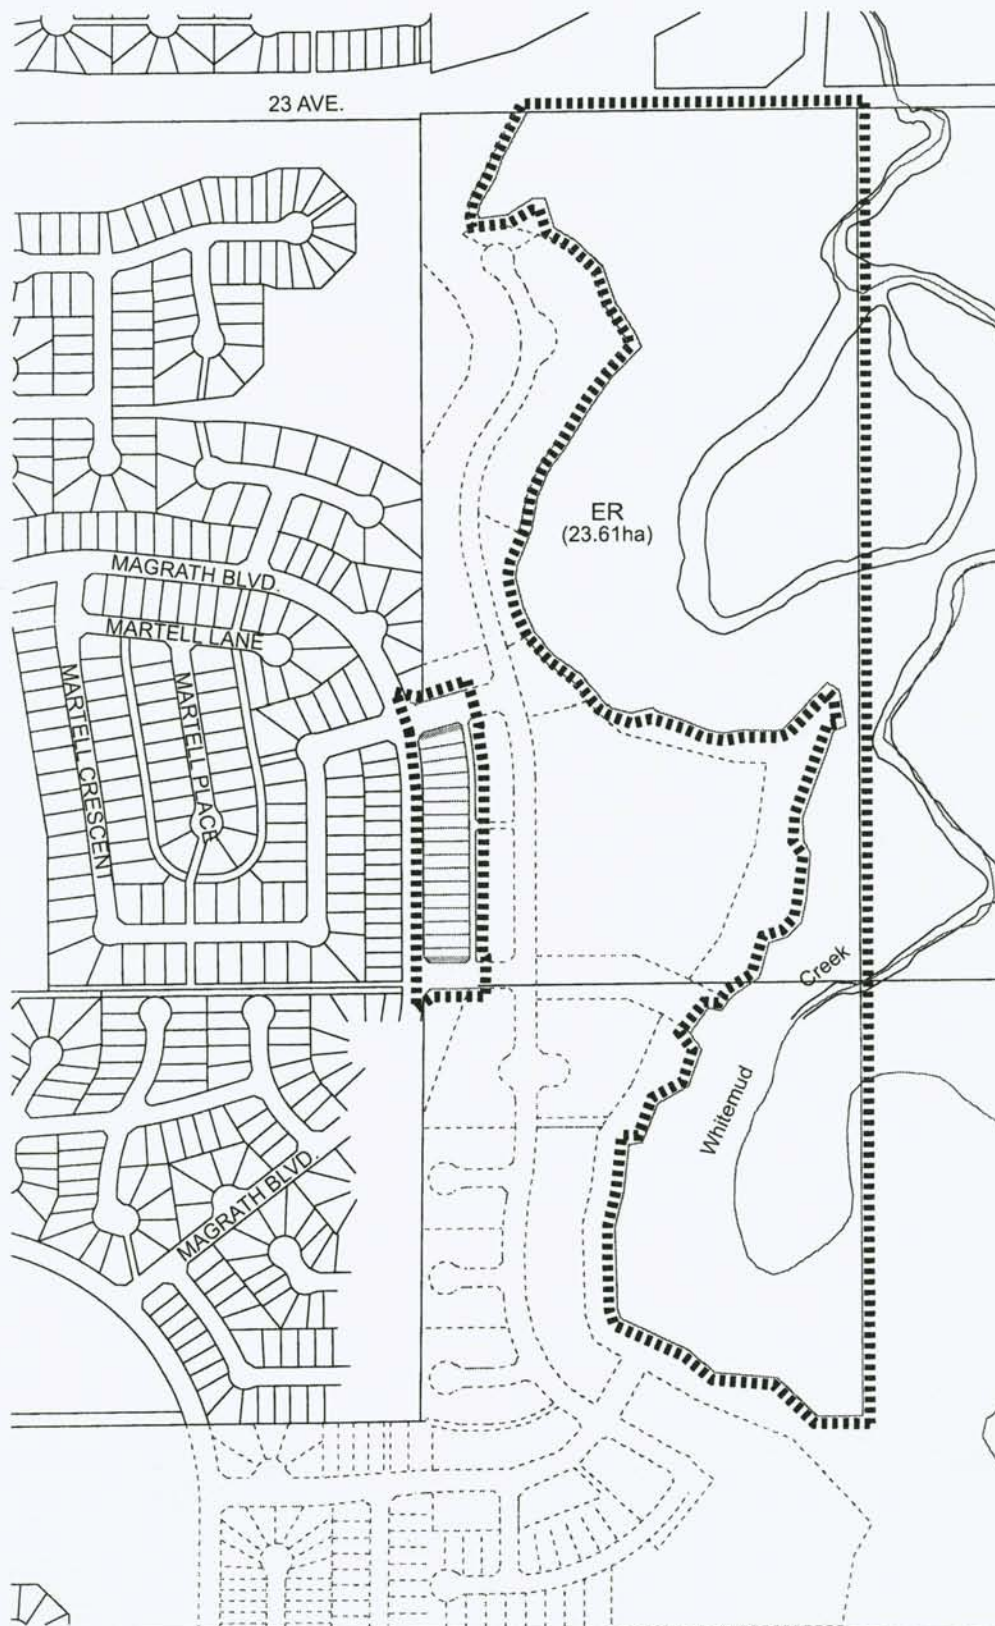 23 AVE.
ER
(23.61ha)
MAGRATH BLVD.
MARTELL LANE
MARTELL CRESCENT
MARTELL PLACE
Creek
Whitemud
MAGRATH BLVD.